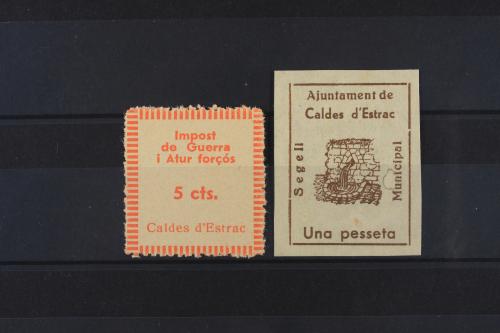 Impost
de Guerra
i Atur forçós
5 cts.
Caldes d'Estrac
Ajuntament de
Caldes d'Estrac
Segell
Municipal
Una pesseta